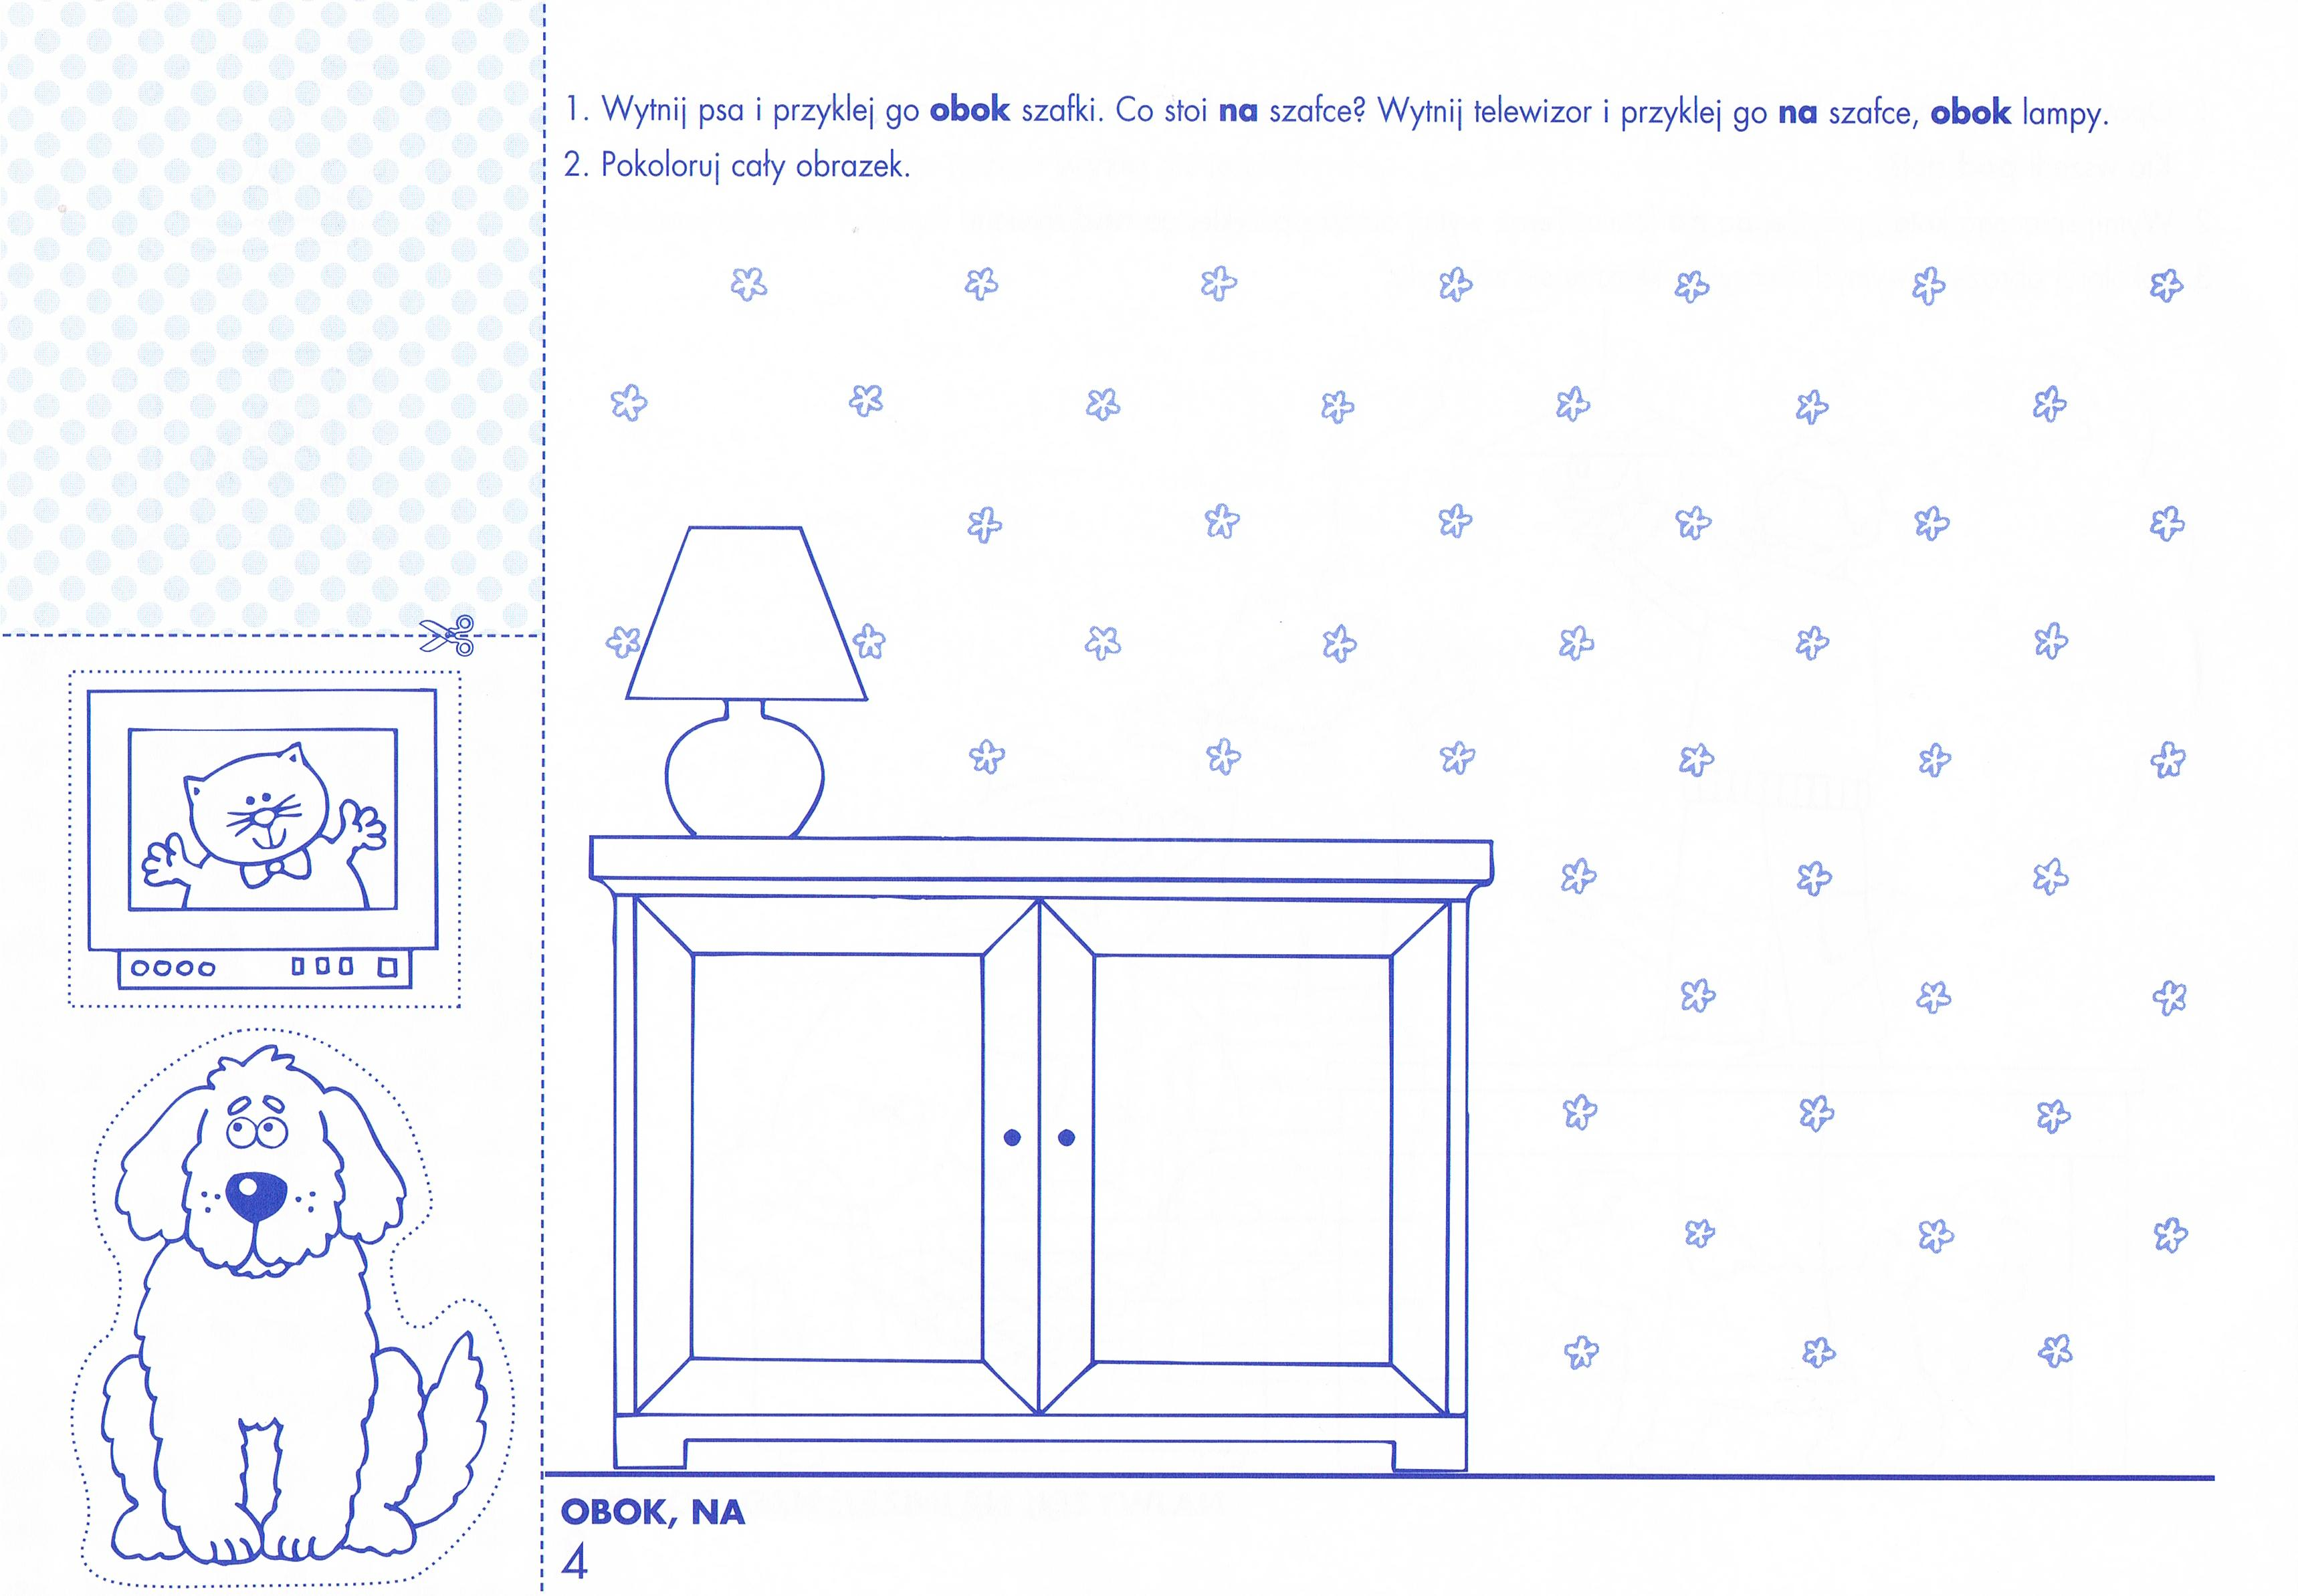 1. Wytnij psa i przyklej go obok szafki. Co stoi na szafce? Wytnij telewizor i przyklej go na szafce, obok lampy.
2. Pokoloruj cały obrazek.
OBOK, NA
4